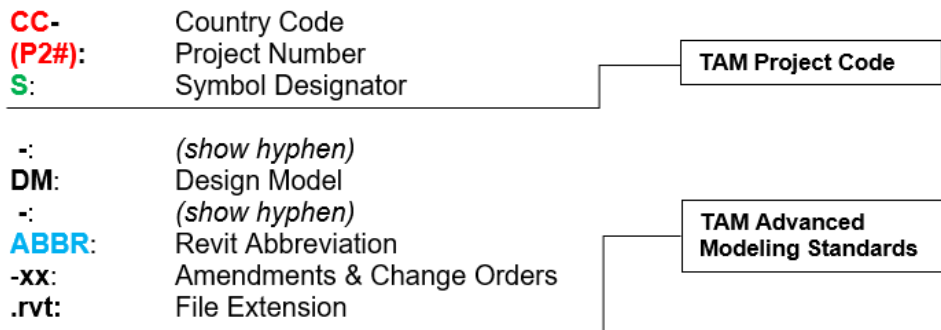 CC- Country Code
(P2#): Project Number
S: Symbol Designator
TAM Project Code
-: (show hyphen)
DM: Design Model
-: (show hyphen)
ABBR: Revit Abbreviation
-xx: Amendments & Change Orders
.rvt: File Extension
TAM Advanced
Modeling Standards